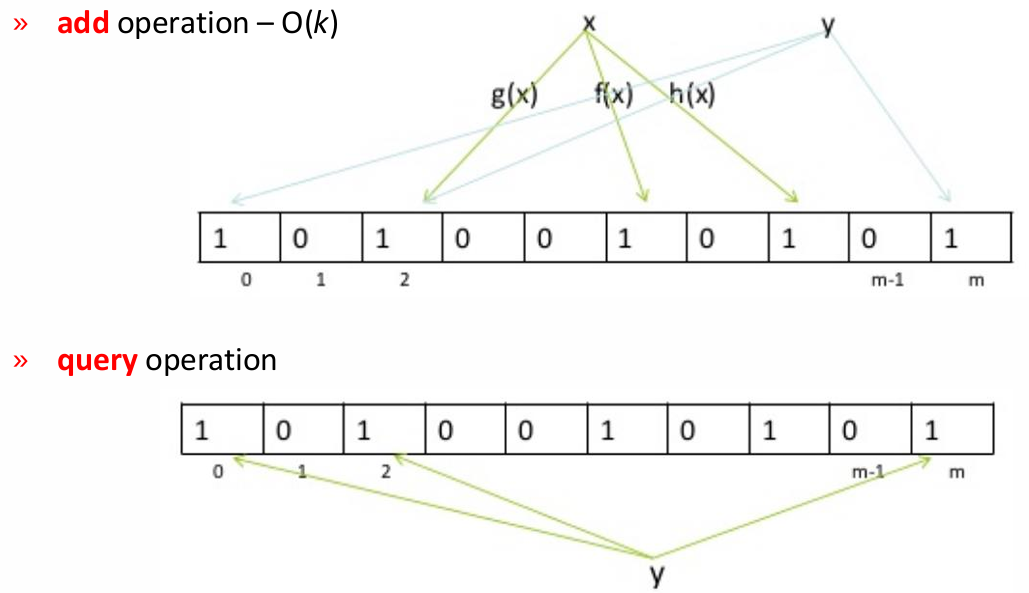 » add operation – O(k)
x y
g(x) f(x) h(x)
1 0 1 0 0 1 0 1 0 1
0 1 2 m-1 m
» query operation
1 0 1 0 0 1 0 1 0 1
0 1 2 m-1 m
y